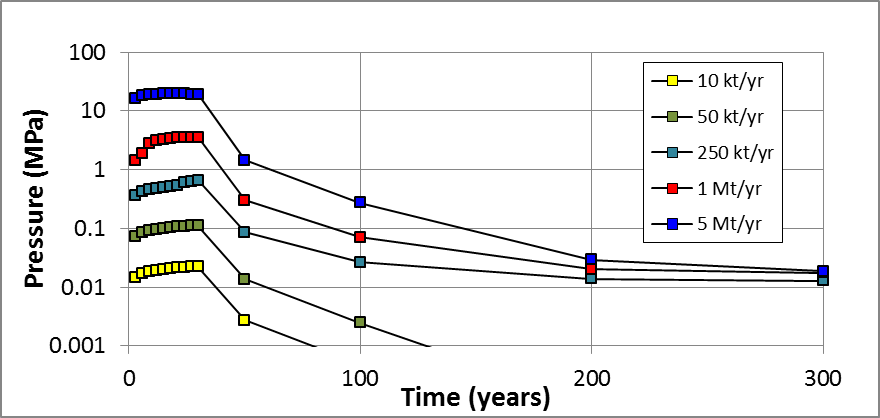 Pressure (MPa)
100
10
1
0.1
0.01
0.001
10 kt/yr
50 kt/yr
250 kt/yr
1 Mt/yr
5 Mt/yr
0
100
200
300
Time (years)